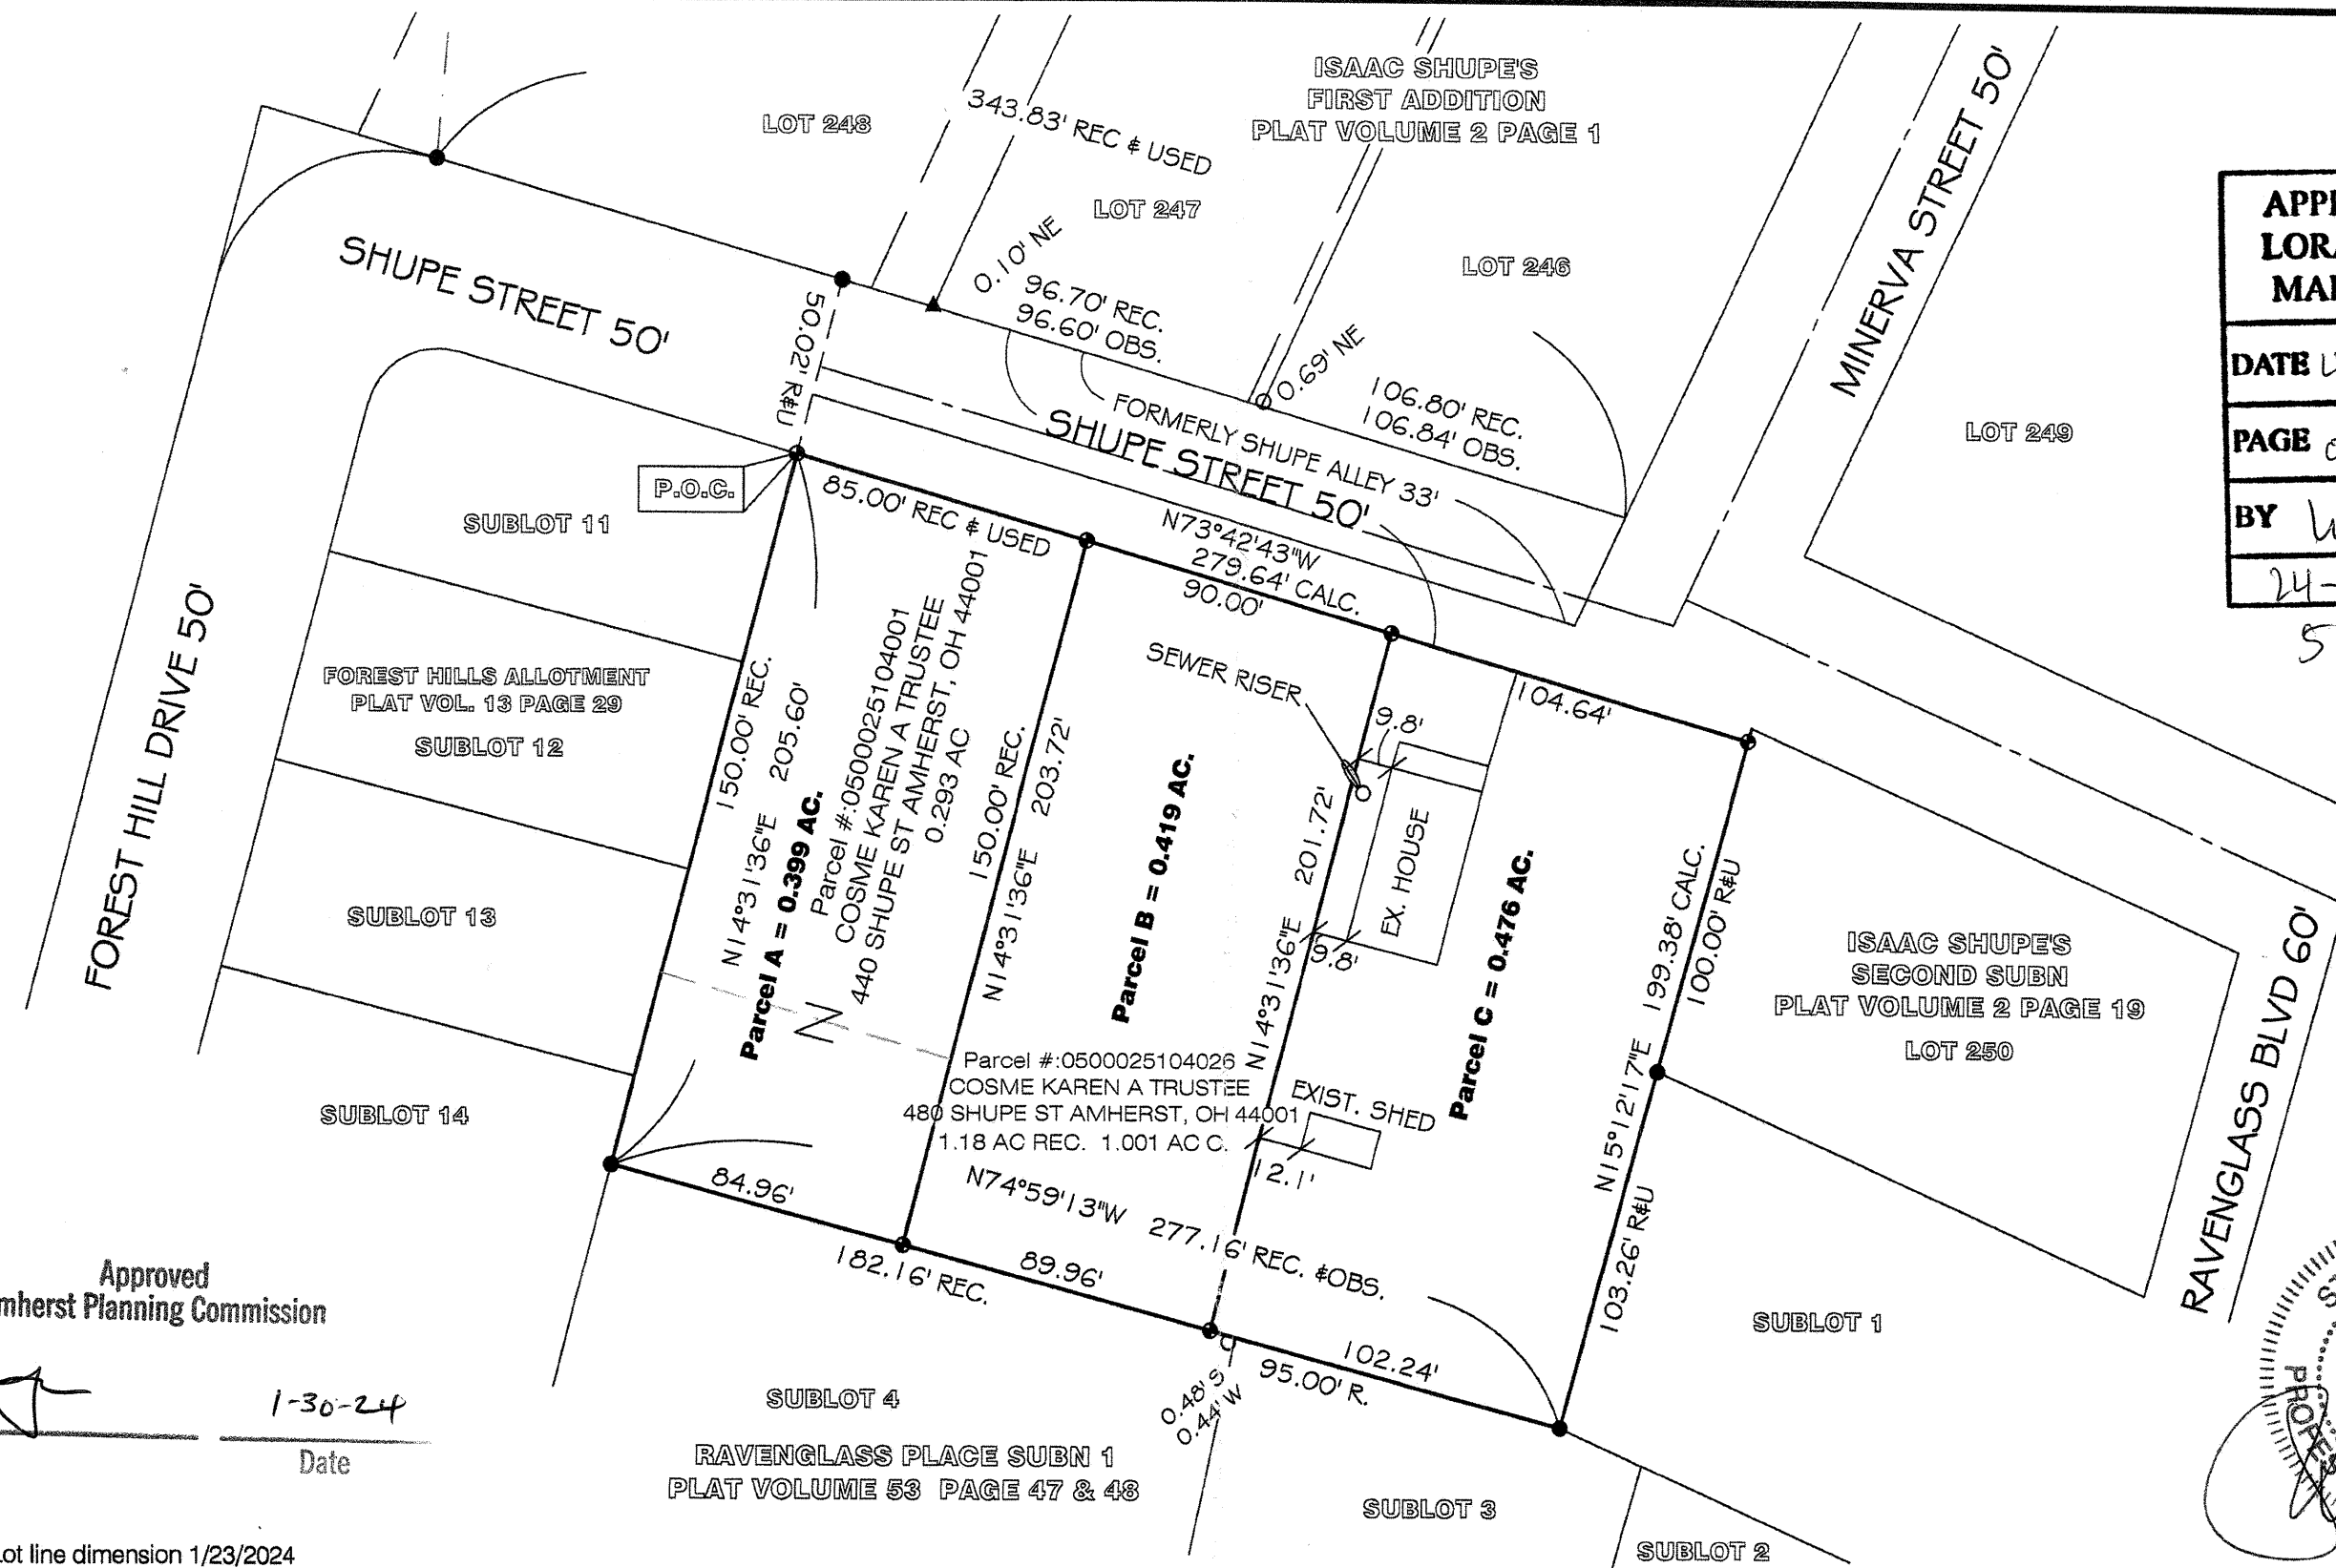 ISAAC SHUPE'S
FIRST ADDITION
PLAT VOLUME 2 PAGE 1
LOT 248
343.83' REC & USED
LOT 247
LOT 246
MINERVA STREET 50'
LOT 249
SHUPE STREET 50'
0.10' NE
96.70' REC.
96.60' OBS.
50.02' R&U
0.69' NE
106.80' REC.
106.84' OBS.
FORMERLY SHUPE ALLEY 33'
SHUPE STREET 50'
P.O.C.
85.00' REC & USED
N73°42'43"W
279.64' CALC.
90.00'
104.64'
SEWER RISER
9.8'
EX. HOUSE
9.8'
SUBLOT 11
FOREST HILLS ALLOTMENT
PLAT VOL. 13 PAGE 29
SUBLOT 12
SUBLOT 13
SUBLOT 14
FOREST HILL DRIVE 50'
150.00' REC.
N14°31'36"E 205.60'
Parcel A = 0.399 AC.
Parcel #:0500025104001
COSME KAREN A TRUSTEE
440 SHUPE ST AMHERST, OH 44001
0.293 AC
150.00' REC.
N14°31'36"E 203.72'
Parcel B = 0.419 AC.
201.72'
N14°31'36"E
Parcel C = 0.476 AC.
199.38' CALC.
100.00' R&U
N15°12'17"E
103.26' R&U
Parcel #:0500025104026
COSME KAREN A TRUSTEE
480 SHUPE ST AMHERST, OH 44001
1.18 AC REC. 1.001 AC C.
EXIST. SHED
12.1'
N74°59'13"W 277.16' REC. &OBS.
84.96'
182.16' REC.
89.96'
102.24'
95.00' R.
0.48' S
0.44' W
ISAAC SHUPE'S
SECOND SUBN
PLAT VOLUME 2 PAGE 19
LOT 250
RAVENGLASS BLVD 60'
SUBLOT 1
SUBLOT 4
RAVENGLASS PLACE SUBN 1
PLAT VOLUME 53 PAGE 47 & 48
SUBLOT 3
SUBLOT 2
Approved
mherst Planning Commission
1-30-24
Date
ot line dimension 1/23/2024
APP
LOR
MA
DATE
PAGE
BY
24-
5
PROFES